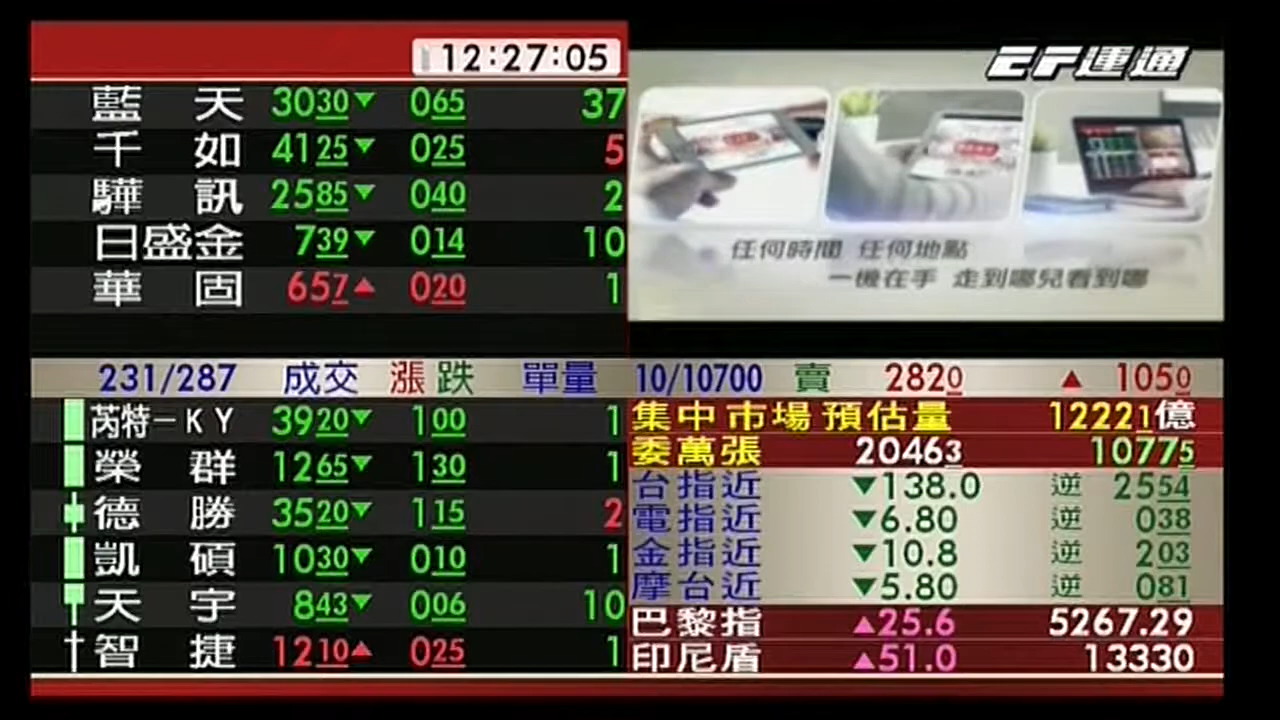 12:27:05
藍天 3030▼ 065 37
千如 4125▼ 025 5
驊訊 2585▼ 040 2
日盛金 739▼ 014 10
華固 657▲ 020 1
運通
任何時間 任何地點
一機在手 走到哪兒看到哪
231/287 成交 漲跌 單量
芮特-KY 3920▼ 100 1
榮群 1265▼ 130 1
德勝 3520▼ 115 2
凱碩 1030▼ 010 1
天宇 843▼ 006 10
智捷 1210▲ 025 1
10/10700 賣 2820 ▲ 1050
集中市場預估量 12221億
委萬張 20463 10775
台指近 ▼138.0 逆 2554
電指近 ▼6.80 逆 038
金指近 ▼10.8 逆 203
摩台近 ▼5.80 逆 081
巴黎指 ▲25.6 5267.29
印尼盾 ▲51.0 13330